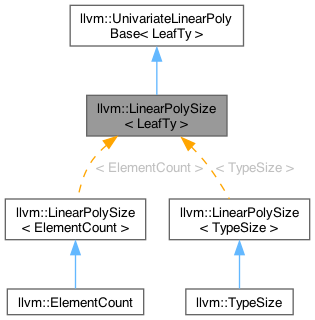 llvm::UnivariateLinearPoly
Base< LeafTy >
llvm::LinearPolySize
< LeafTy >
< ElementCount >
< TypeSize >
llvm::LinearPolySize
< ElementCount >
llvm::LinearPolySize
< TypeSize >
llvm::ElementCount
llvm::TypeSize